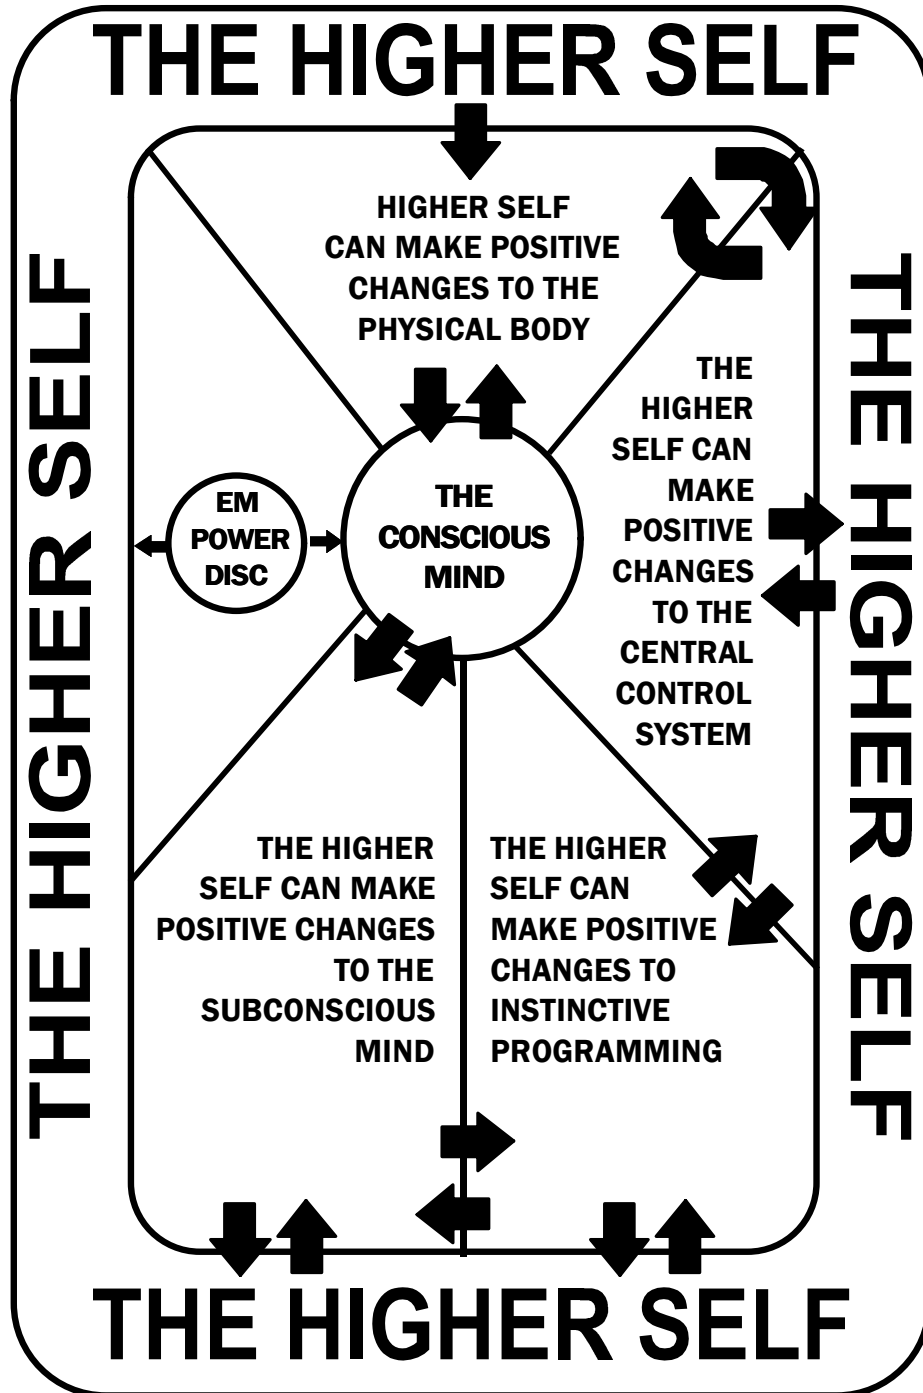 THE HIGHER SELF
HIGHER SELF
CAN MAKE POSITIVE
CHANGES TO THE
PHYSICAL BODY
THE HIGHER SELF
EM
POWER
DISC
THE
CONSCIOUS
MIND
THE
HIGHER
SELF CAN
MAKE
POSITIVE
CHANGES
TO THE
CENTRAL
CONTROL
SYSTEM
THE HIGHER SELF
THE HIGHER
SELF CAN MAKE
POSITIVE CHANGES
TO THE
SUBCONSCIOUS
MIND
THE HIGHER
SELF CAN
MAKE POSITIVE
CHANGES TO
INSTINCTIVE
PROGRAMMING
THE HIGHER SELF